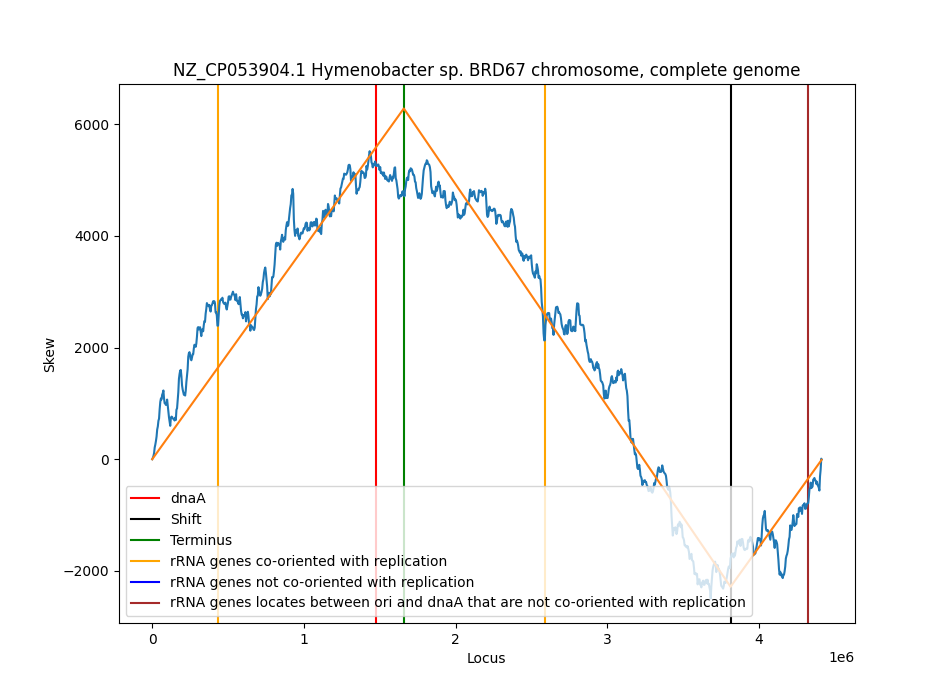 NZ_CP053904.1 Hymenobacter sp. BRD67 chromosome, complete genome
Skew
6000
4000
2000
0
−2000
dnaA
Shift
Terminus
rRNA genes co-oriented with replication
rRNA genes not co-oriented with replication
rRNA genes locates between ori and dnaA that are not co-oriented with replication
0 1 2 3 4
1e6
Locus